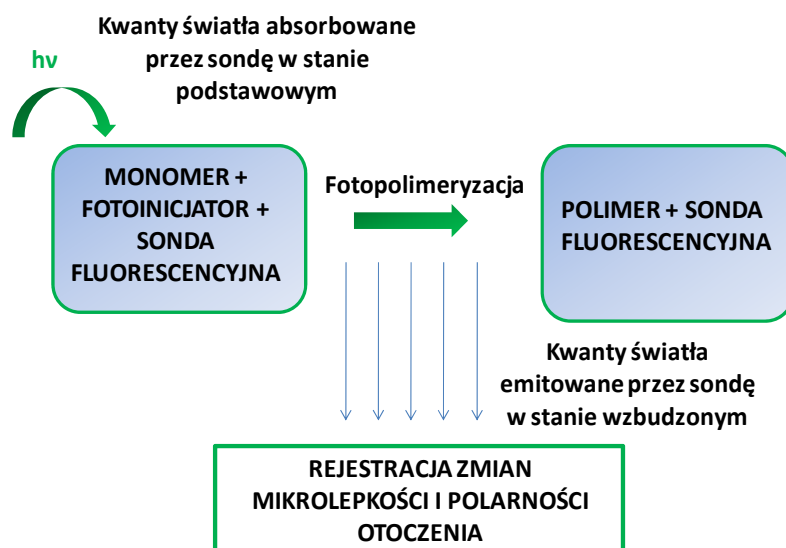 Kwanty światła absorbowane
przez sondę w stanie
podstawowym
hν
MONOMER +
FOTOINICJATOR +
SONDA
FLUORESCENCYJNA
Fotopolimeryzacja
POLIMER + SONDA
FLUORESCENCYJNA
Kwanty światła
emitowane przez sondę
w stanie wzbudzonym
REJESTRACJA ZMIAN
MIKROLEPKOŚCI I POLARNOŚCI
OTOCZENIA